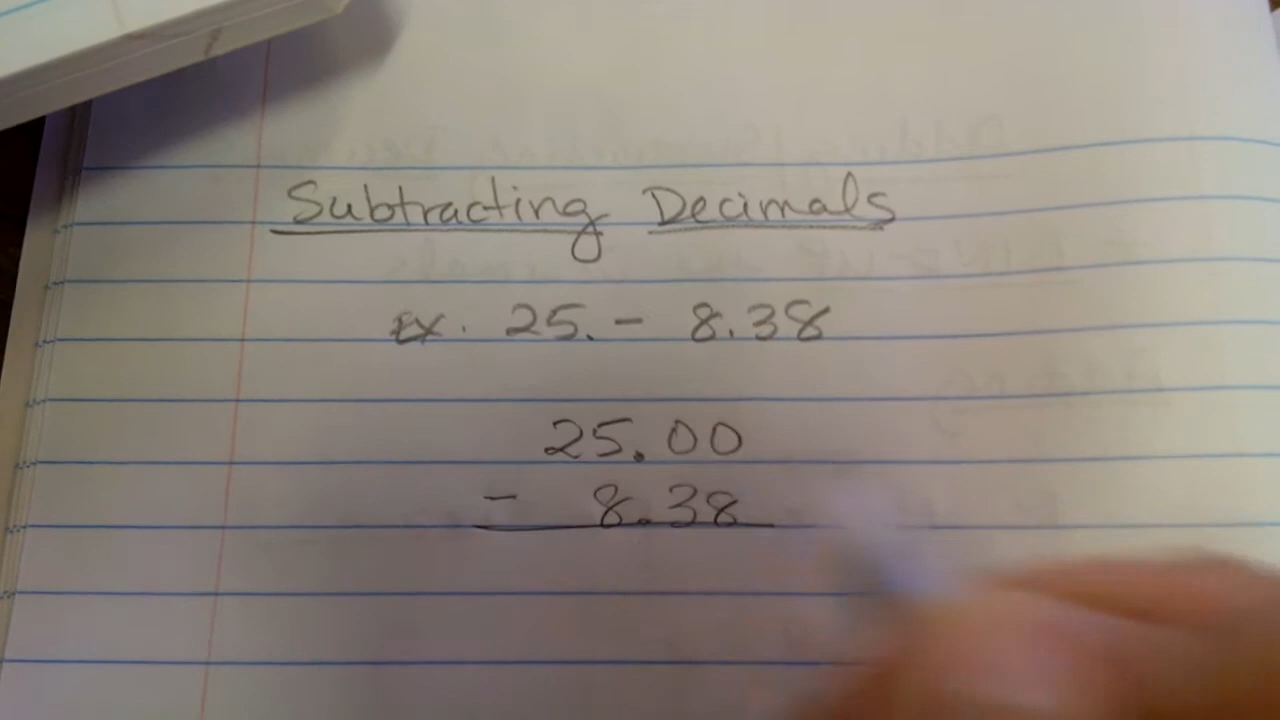 Subtracting Decimals
Ex. 25. - 8.38
25.00
- 8.38